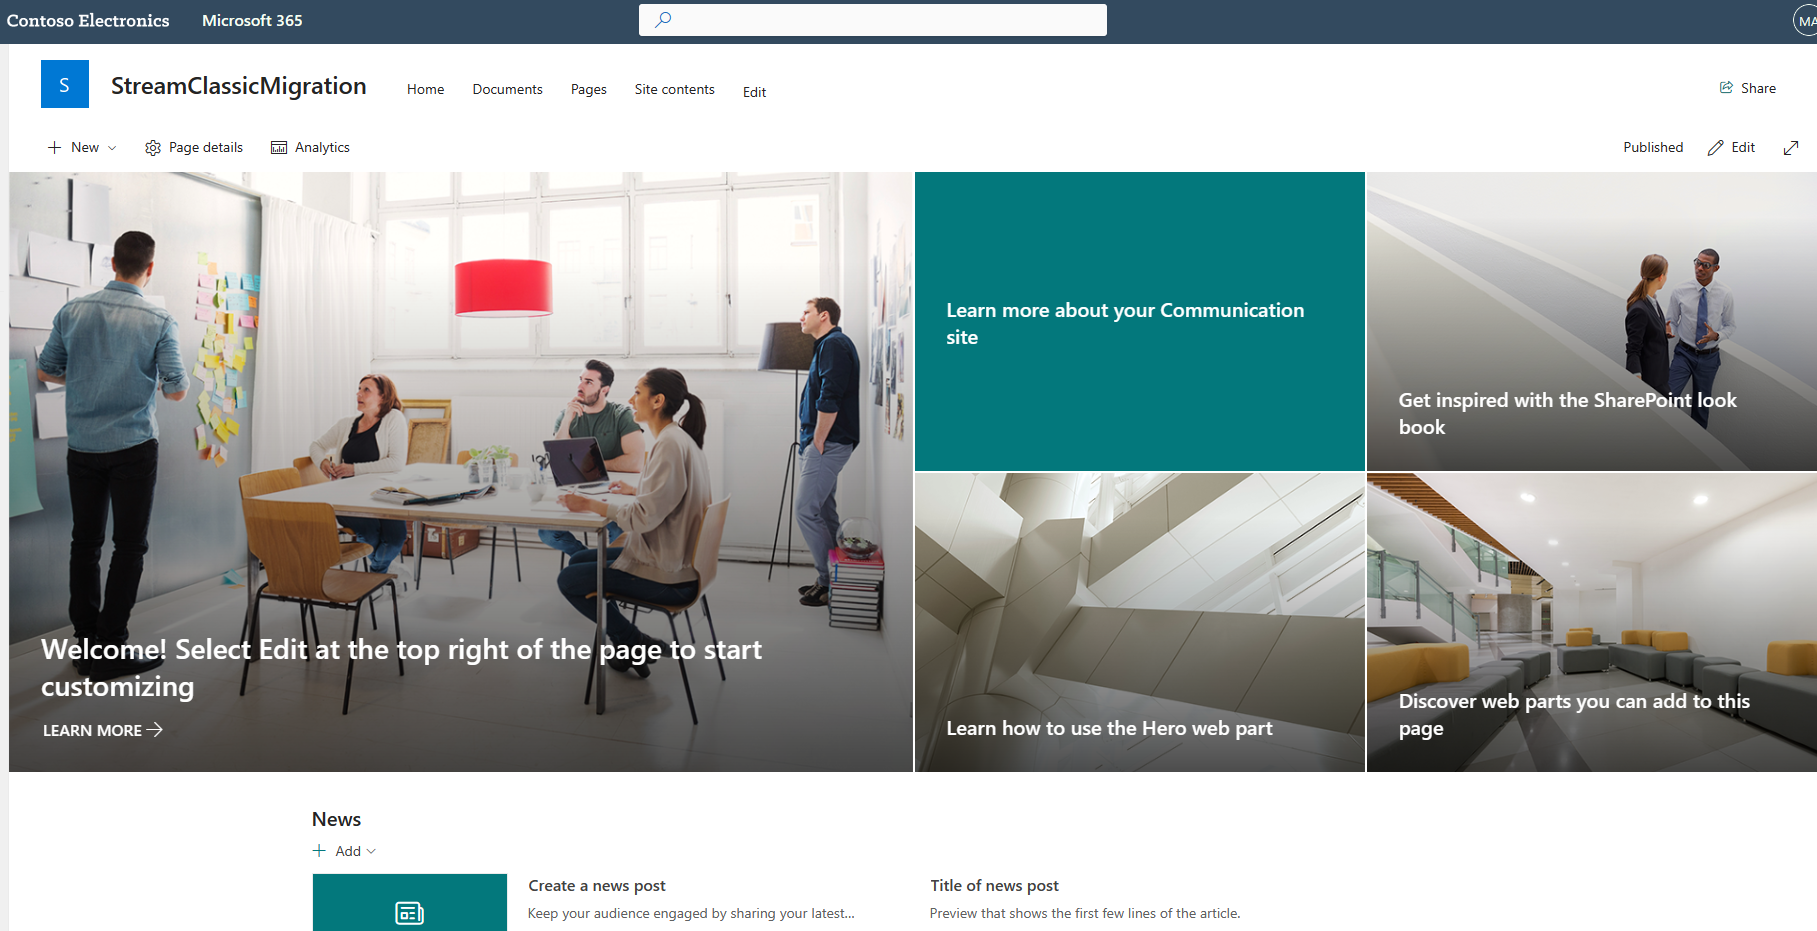 Contoso Electronics
Microsoft 365
MA
S
StreamClassicMigration
Home
Documents
Pages
Site contents
Edit
Share
New
Page details
Analytics
Published
Edit
Welcome! Select Edit at the top right of the page to start
customizing
LEARN MORE
Learn more about your Communication
site
Get inspired with the SharePoint look
book
Learn how to use the Hero web part
Discover web parts you can add to this
page
News
Add
Create a news post
Keep your audience engaged by sharing your latest...
Title of news post
Preview that shows the first few lines of the article.